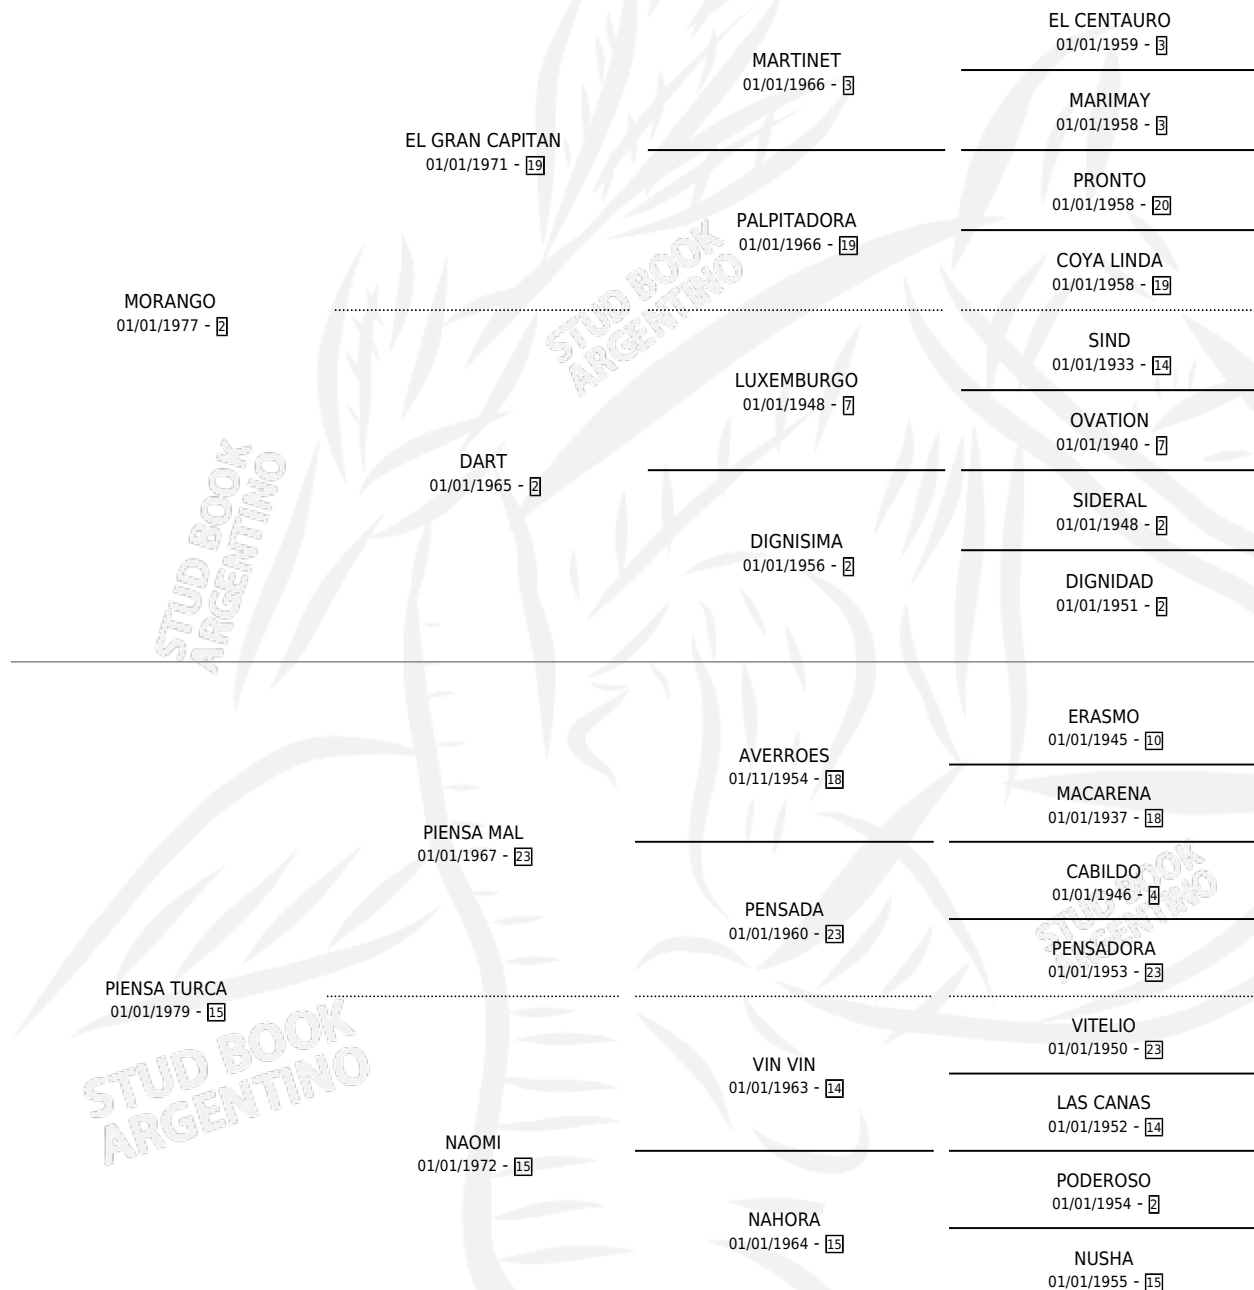 EL CENTAURO
01/01/1959 - 3
MARTINET
01/01/1966 - 3
MARIMAY
01/01/1958 - 3
EL GRAN CAPITAN
01/01/1971 - 19
PRONTO
01/01/1958 - 20
PALPITADORA
01/01/1966 - 19
COYA LINDA
01/01/1958 - 19
MORANGO
01/01/1977 - 2
SIND
01/01/1933 - 14
LUXEMBURGO
01/01/1948 - 7
OVATION
01/01/1940 - 7
DART
01/01/1965 - 2
SIDERAL
01/01/1948 - 2
DIGNISIMA
01/01/1956 - 2
DIGNIDAD
01/01/1951 - 2
STUD BOOK
ARGENTINO
STUD BOOK
ARGENTINO
ERASMO
01/01/1945 - 10
AVERROES
01/11/1954 - 18
MACARENA
01/01/1937 - 18
PIENSA MAL
01/01/1967 - 23
CABILDO
01/01/1946 - 4
PENSADA
01/01/1960 - 23
PENSADORA
01/01/1953 - 23
PIENSA TURCA
01/01/1979 - 15
VITELIO
01/01/1950 - 23
VIN VIN
01/01/1963 - 14
LAS CANAS
01/01/1952 - 14
NAOMI
01/01/1972 - 15
PODEROSO
01/01/1954 - 2
NAHORA
01/01/1964 - 15
NUSHA
01/01/1955 - 15
STUD BOOK
ARGENTINO
STUD BOOK
ARGENTINO